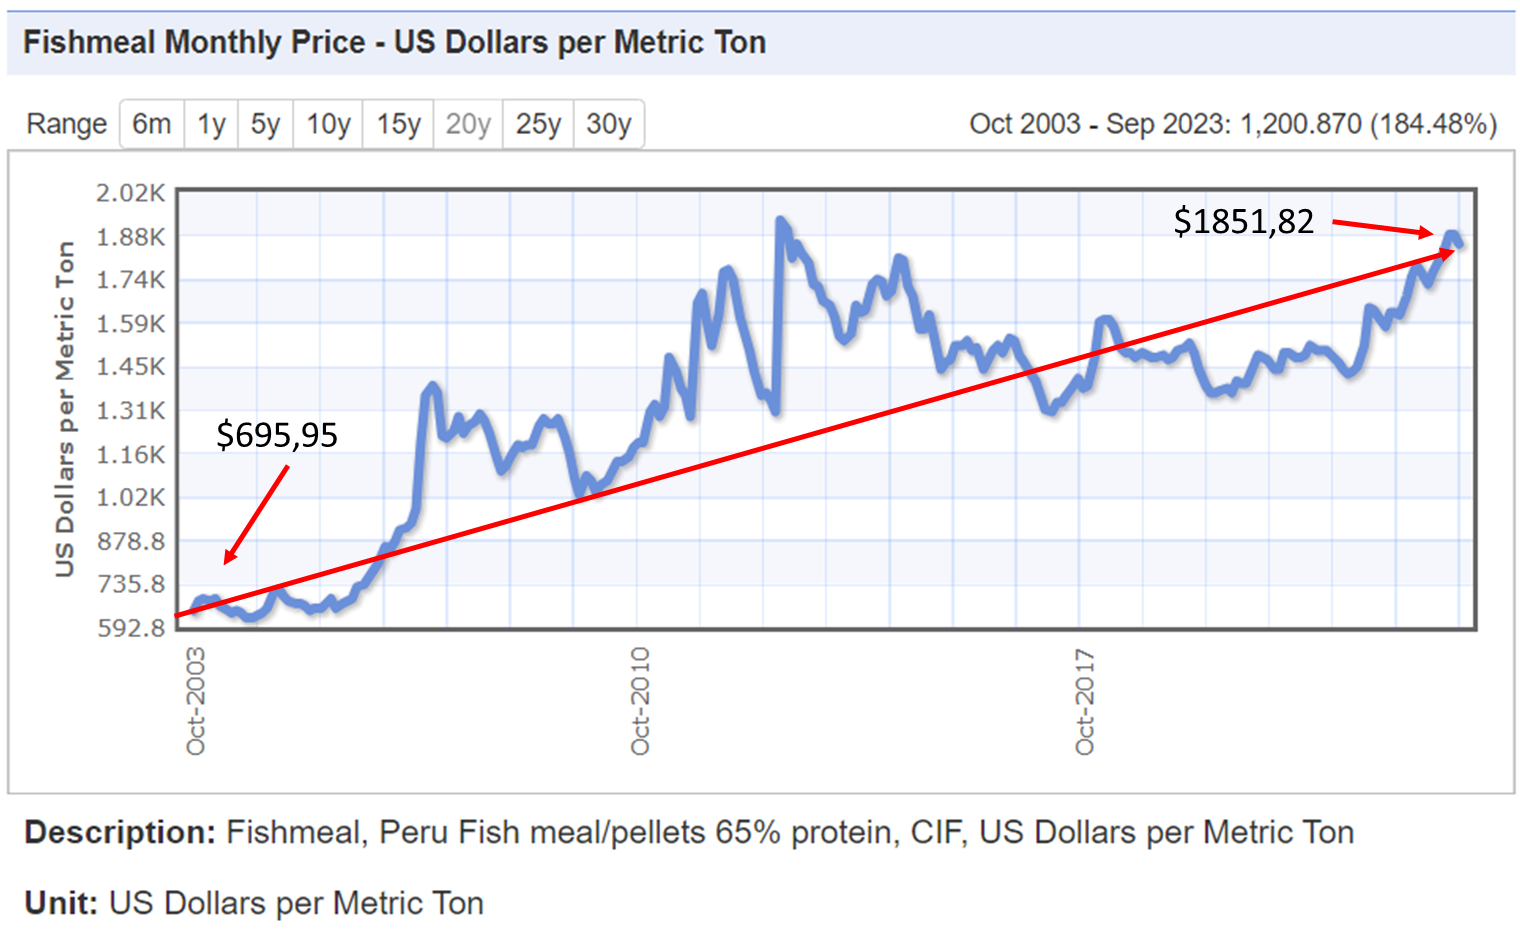 Fishmeal Monthly Price - US Dollars per Metric Ton
Range 6m 1y 5y 10y 15y 20y 25y 30y Oct 2003 - Sep 2023: 1,200.870 (184.48%)
US Dollars per Metric Ton
2.02K
1.88K
1.74K
1.59K
1.45K
1.31K
1.16K
1.02K
878.8
735.8
592.8
$695,95
$1851,82
Oct-2003
Oct-2010
Oct-2017
Description: Fishmeal, Peru Fish meal/pellets 65% protein, CIF, US Dollars per Metric Ton
Unit: US Dollars per Metric Ton